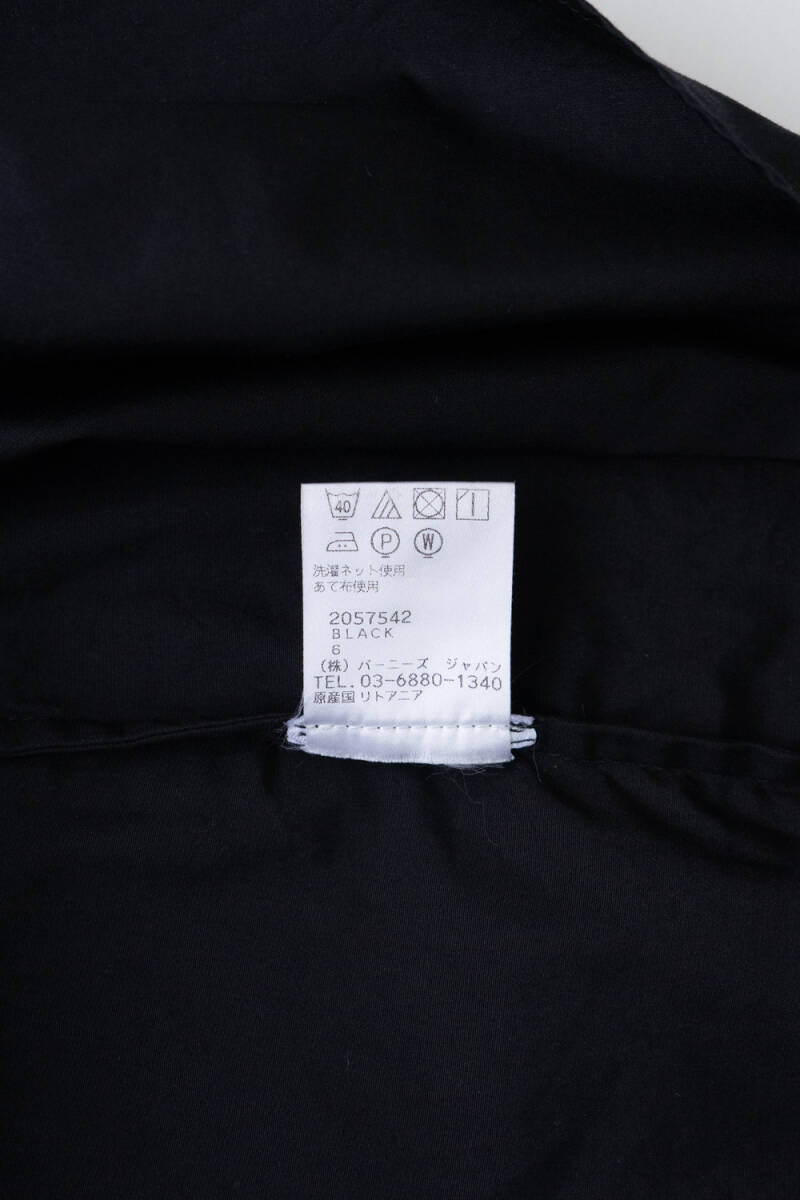 40
P W
洗濯ネット使用
あて布使用
2057542
BLACK
6
(株) バーニーズ ジャパン
TEL. 03-6880-1340
原産国 リトアニア